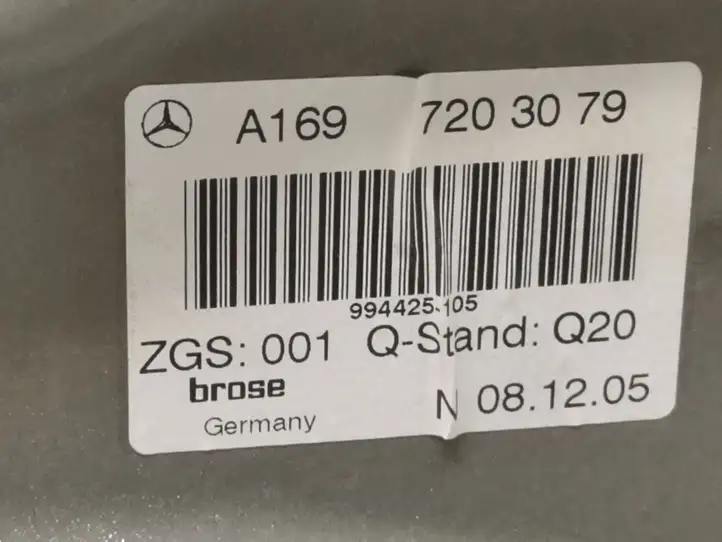 A169 720 30 79
994425-105
ZGS: 001 Q-Stand: Q20
brose
Germany
N 08.12.05